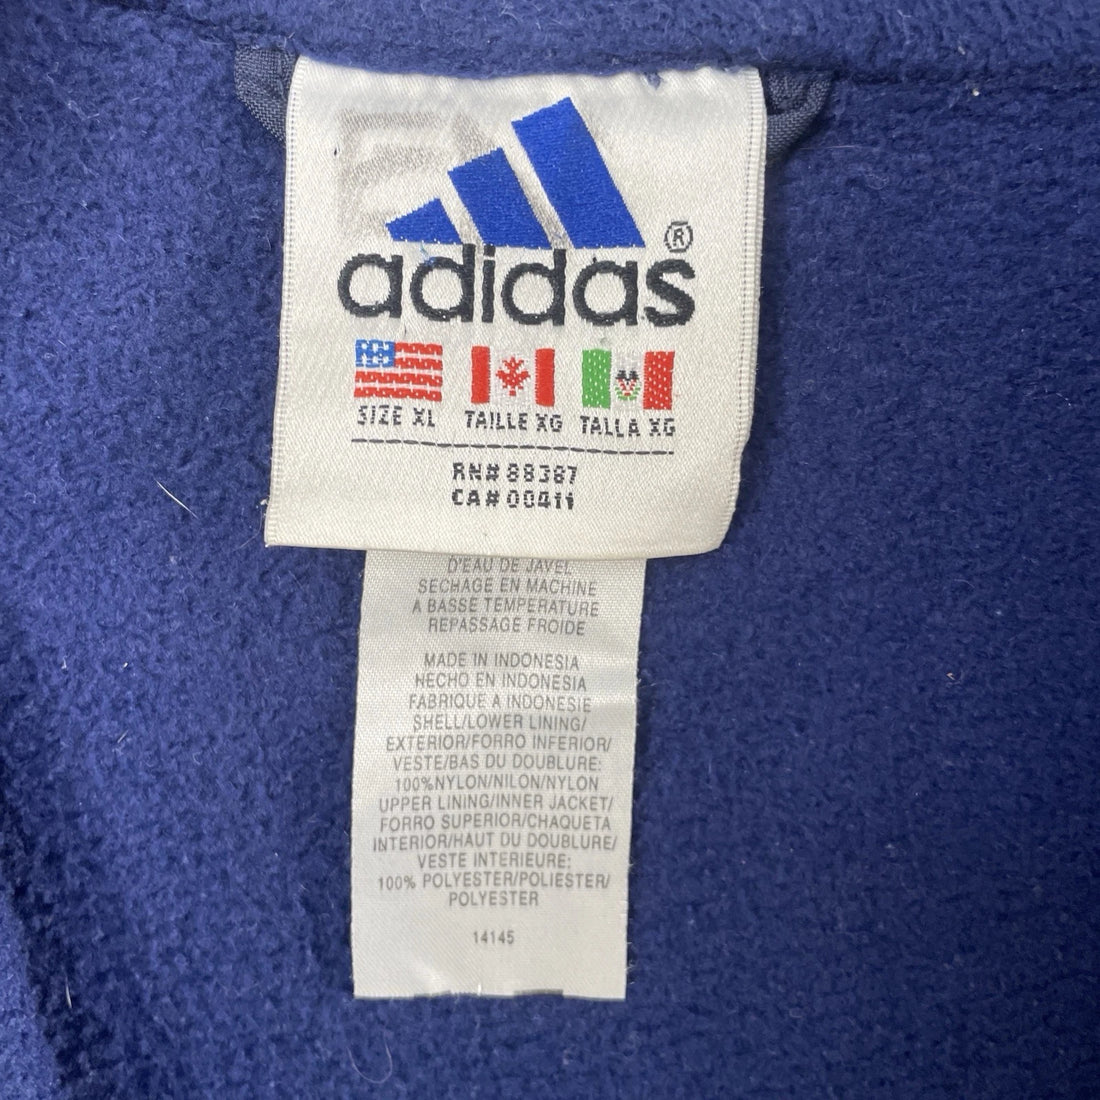 adidas®
SIZE XL TAILLE XG TALLA XG
RN# 88387
CA# 00411
D'EAU DE JAVEL
SECHAGE EN MACHINE
A BASSE TEMPERATURE
REPASSAGE FROIDE
MADE IN INDONESIA
HECHO EN INDONESIA
FABRIQUE A INDONESIE
SHELL/LOWER LINING/
EXTERIOR/FORRO INFERIOR/
VESTE/BAS DU DOUBLURE:
100%NYLON/NILON/NYLON
UPPER LINING/INNER JACKET/
FORRO SUPERIOR/CHAQUETA
INTERIOR/HAUT DU DOUBLURE/
VESTE INTERIEURE:
100% POLYESTER/POLIESTER/
POLYESTER
14145